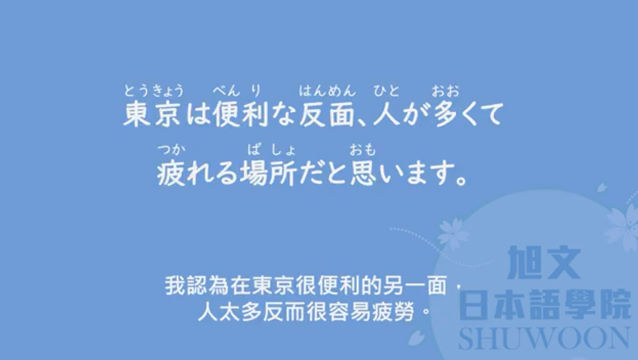 とうきょう べんり はんめん ひと おお
東京は便利な反面、人が多くて
つか ばしょ おも
疲れる場所だと思います。
我認為在東京很便利的另一面，
人太多反而很容易疲勞。
旭文
日本語學院
SHUWOON